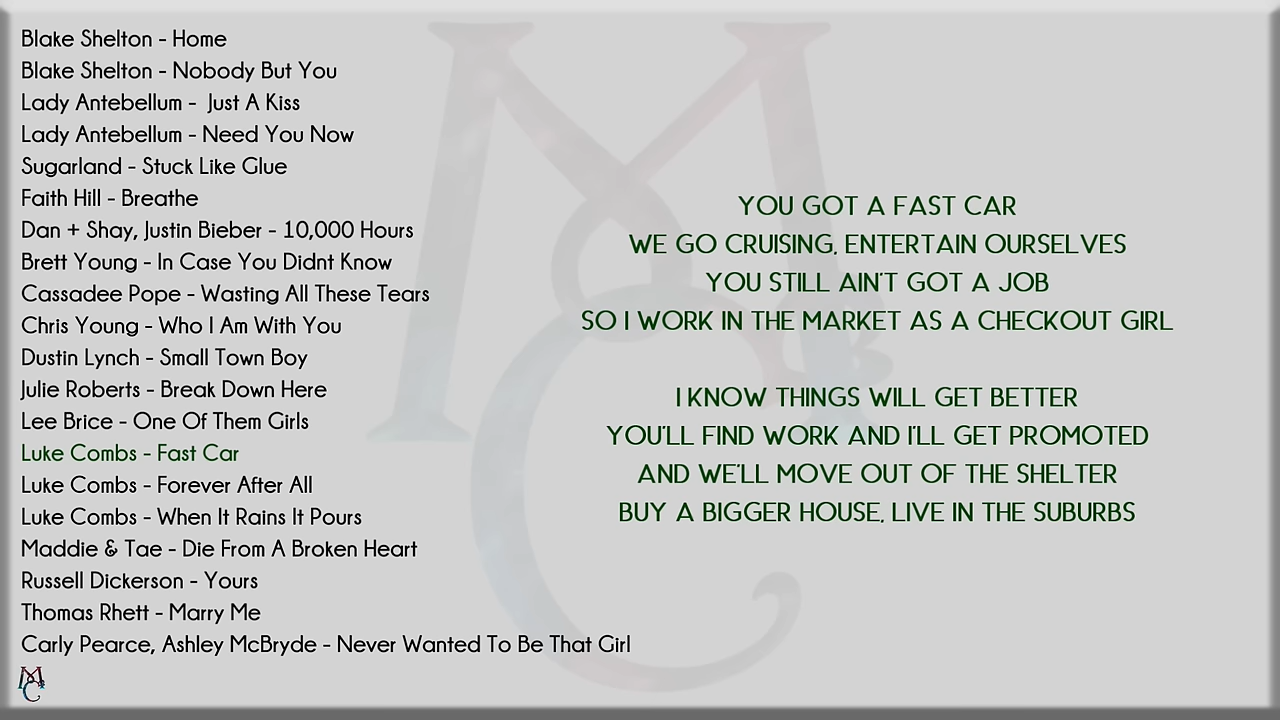 Blake Shelton - Home
Blake Shelton - Nobody But You
Lady Antebellum -  Just A Kiss
Lady Antebellum - Need You Now
Sugarland - Stuck Like Glue
Faith Hill - Breathe
Dan + Shay, Justin Bieber - 10,000 Hours
Brett Young - In Case You Didnt Know
Cassadee Pope - Wasting All These Tears
Chris Young - Who I Am With You
Dustin Lynch - Small Town Boy
Julie Roberts - Break Down Here
Lee Brice - One Of Them Girls
Luke Combs - Fast Car
Luke Combs - Forever After All
Luke Combs - When It Rains It Pours
Maddie & Tae - Die From A Broken Heart
Russell Dickerson - Yours
Thomas Rhett - Marry Me
Carly Pearce, Ashley McBryde - Never Wanted To Be That Girl
YOU GOT A FAST CAR
WE GO CRUISING, ENTERTAIN OURSELVES
YOU STILL AIN'T GOT A JOB
SO I WORK IN THE MARKET AS A CHECKOUT GIRL
I KNOW THINGS WILL GET BETTER
YOU'LL FIND WORK AND I'LL GET PROMOTED
AND WE'LL MOVE OUT OF THE SHELTER
BUY A BIGGER HOUSE, LIVE IN THE SUBURBS